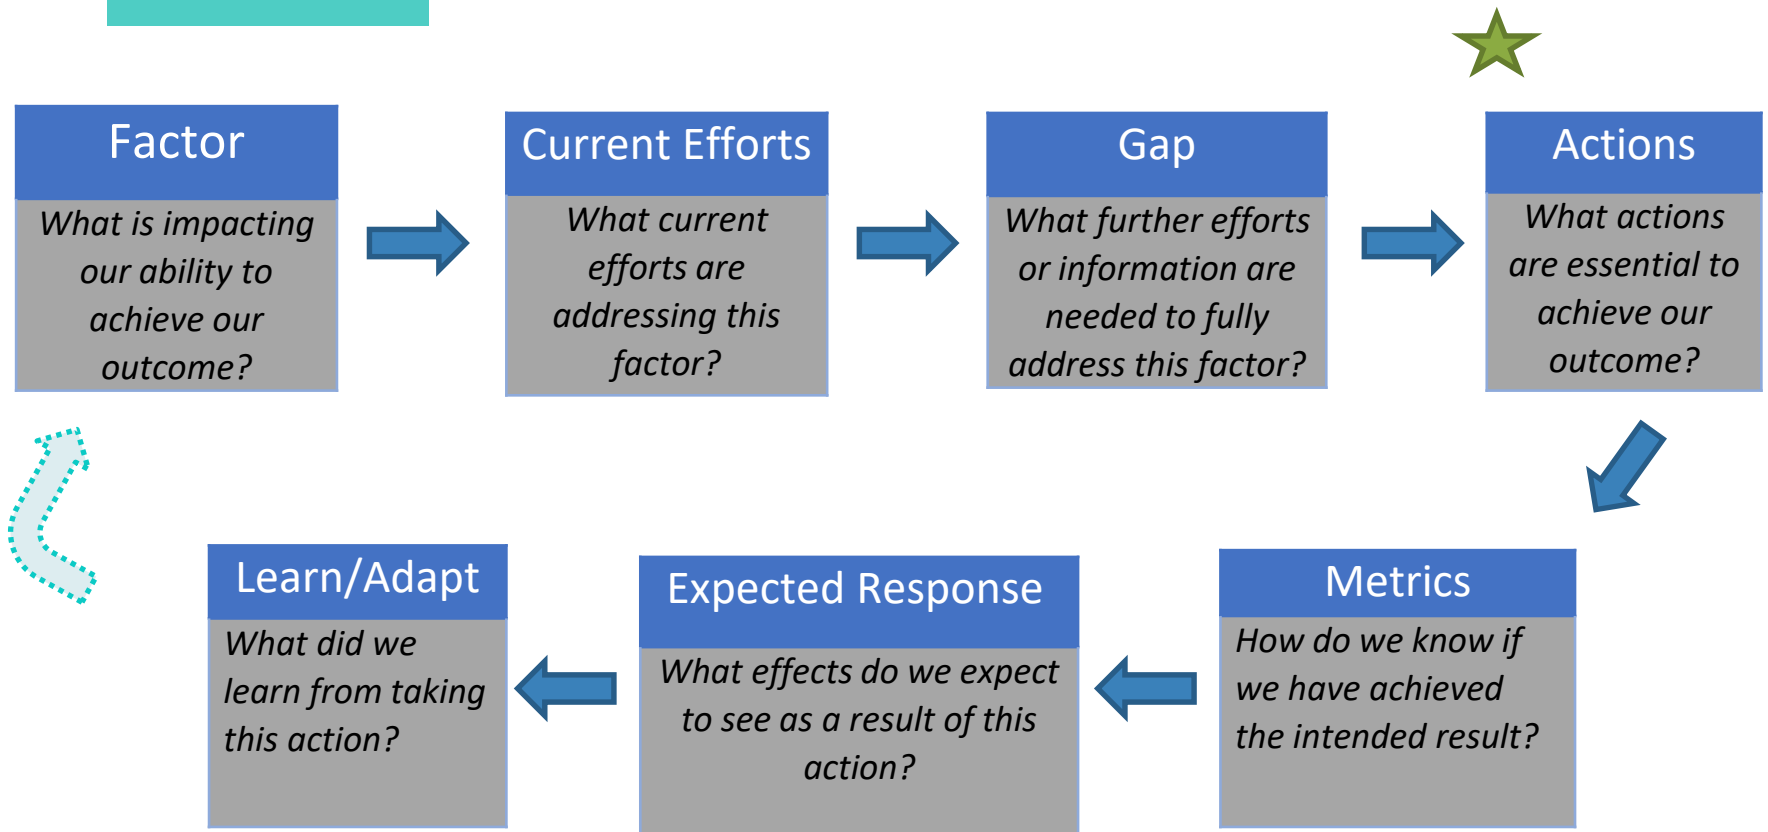 Factor
What is impacting
our ability to
achieve our
outcome?
Current Efforts
What current
efforts are
addressing this
factor?
Gap
What further efforts
or information are
needed to fully
address this factor?
Actions
What actions
are essential to
achieve our
outcome?
Metrics
How do we know if
we have achieved
the intended result?
Expected Response
What effects do we expect
to see as a result of this
action?
Learn/Adapt
What did we
learn from taking
this action?